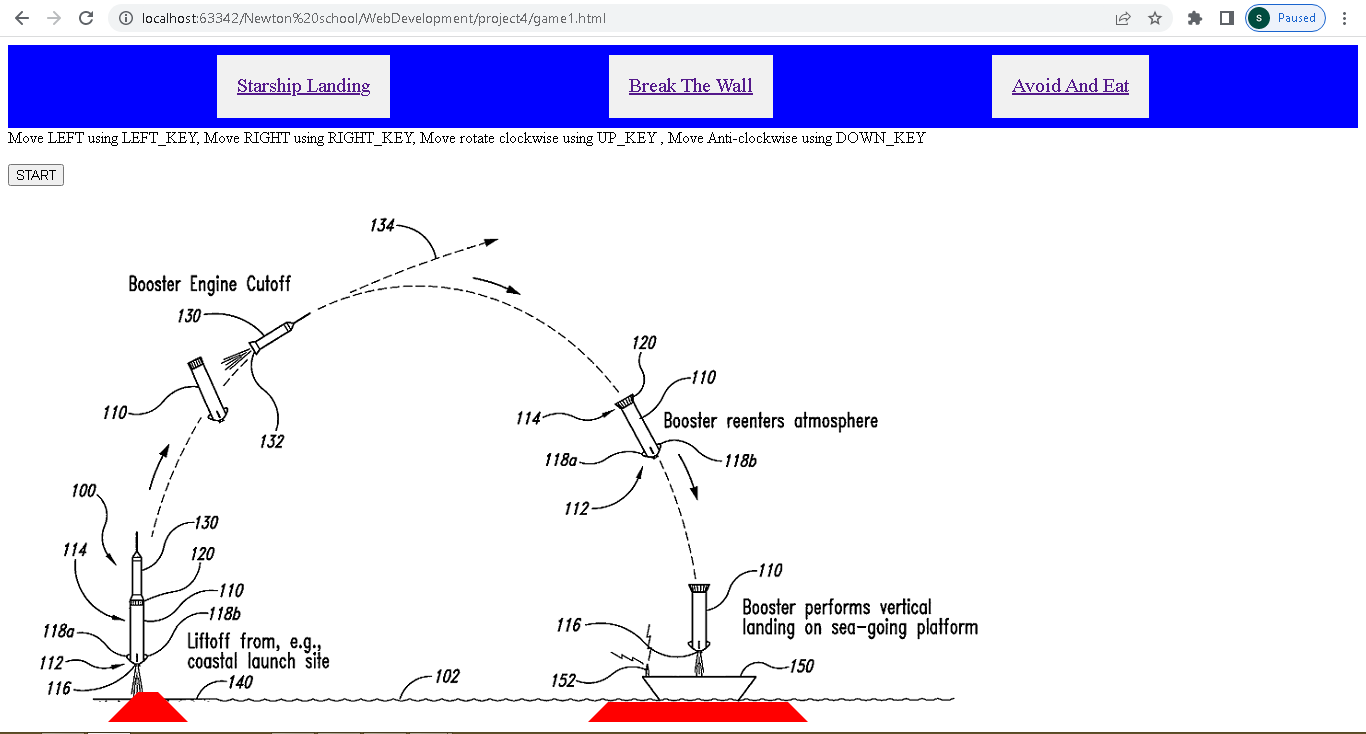 localhost:63342/Newton%20school/WebDevelopment/project4/game1.html
S Paused
Starship Landing Break The Wall Avoid And Eat
Move LEFT using LEFT_KEY, Move RIGHT using RIGHT_KEY, Move rotate clockwise using UP_KEY , Move Anti-clockwise using DOWN_KEY
START
134
Booster Engine Cutoff
130
120
110
110
114
Booster reenters atmosphere
132
118a
118b
100
112
130
114
120
110
110
118b
Booster performs vertical
116
landing on sea-going platform
118a
Liftoff from, e.g.,
coastal launch site
112
150
102
140
152
116